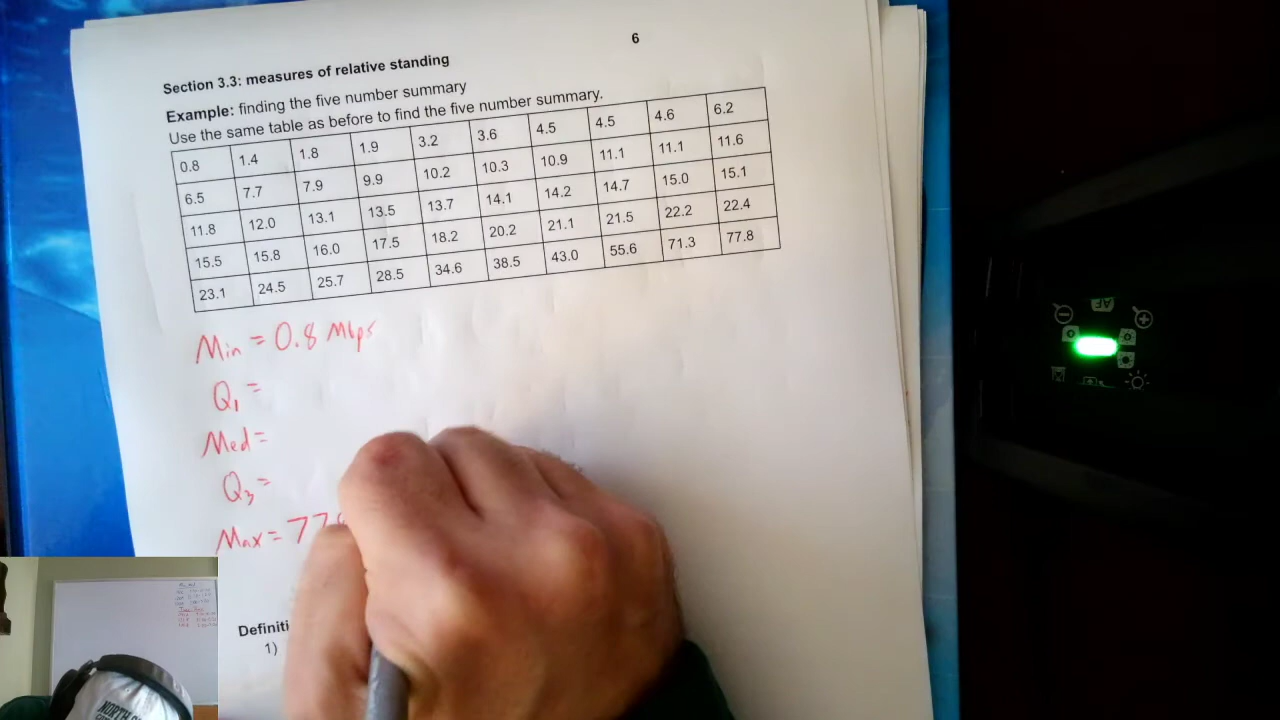 6
Section 3.3: measures of relative standing
Example: finding the five number summary
Use the same table as before to find the five number summary.
0.8 1.4 1.8 1.9 3.2 3.6 4.5 4.5 4.6 6.2
6.5 7.7 7.9 9.9 10.2 10.3 10.9 11.1 11.1 11.6
11.8 12.0 13.1 13.5 13.7 14.1 14.2 14.7 15.0 15.1
15.5 15.8 16.0 17.5 18.2 20.2 21.1 21.5 22.2 22.4
23.1 24.5 25.7 28.5 34.6 38.5 43.0 55.6 71.3 77.8
Min = 0.8 Mbps
Q1 =
Med =
Q3 =
Max = 77
Definiti
1)
AF
NORTH